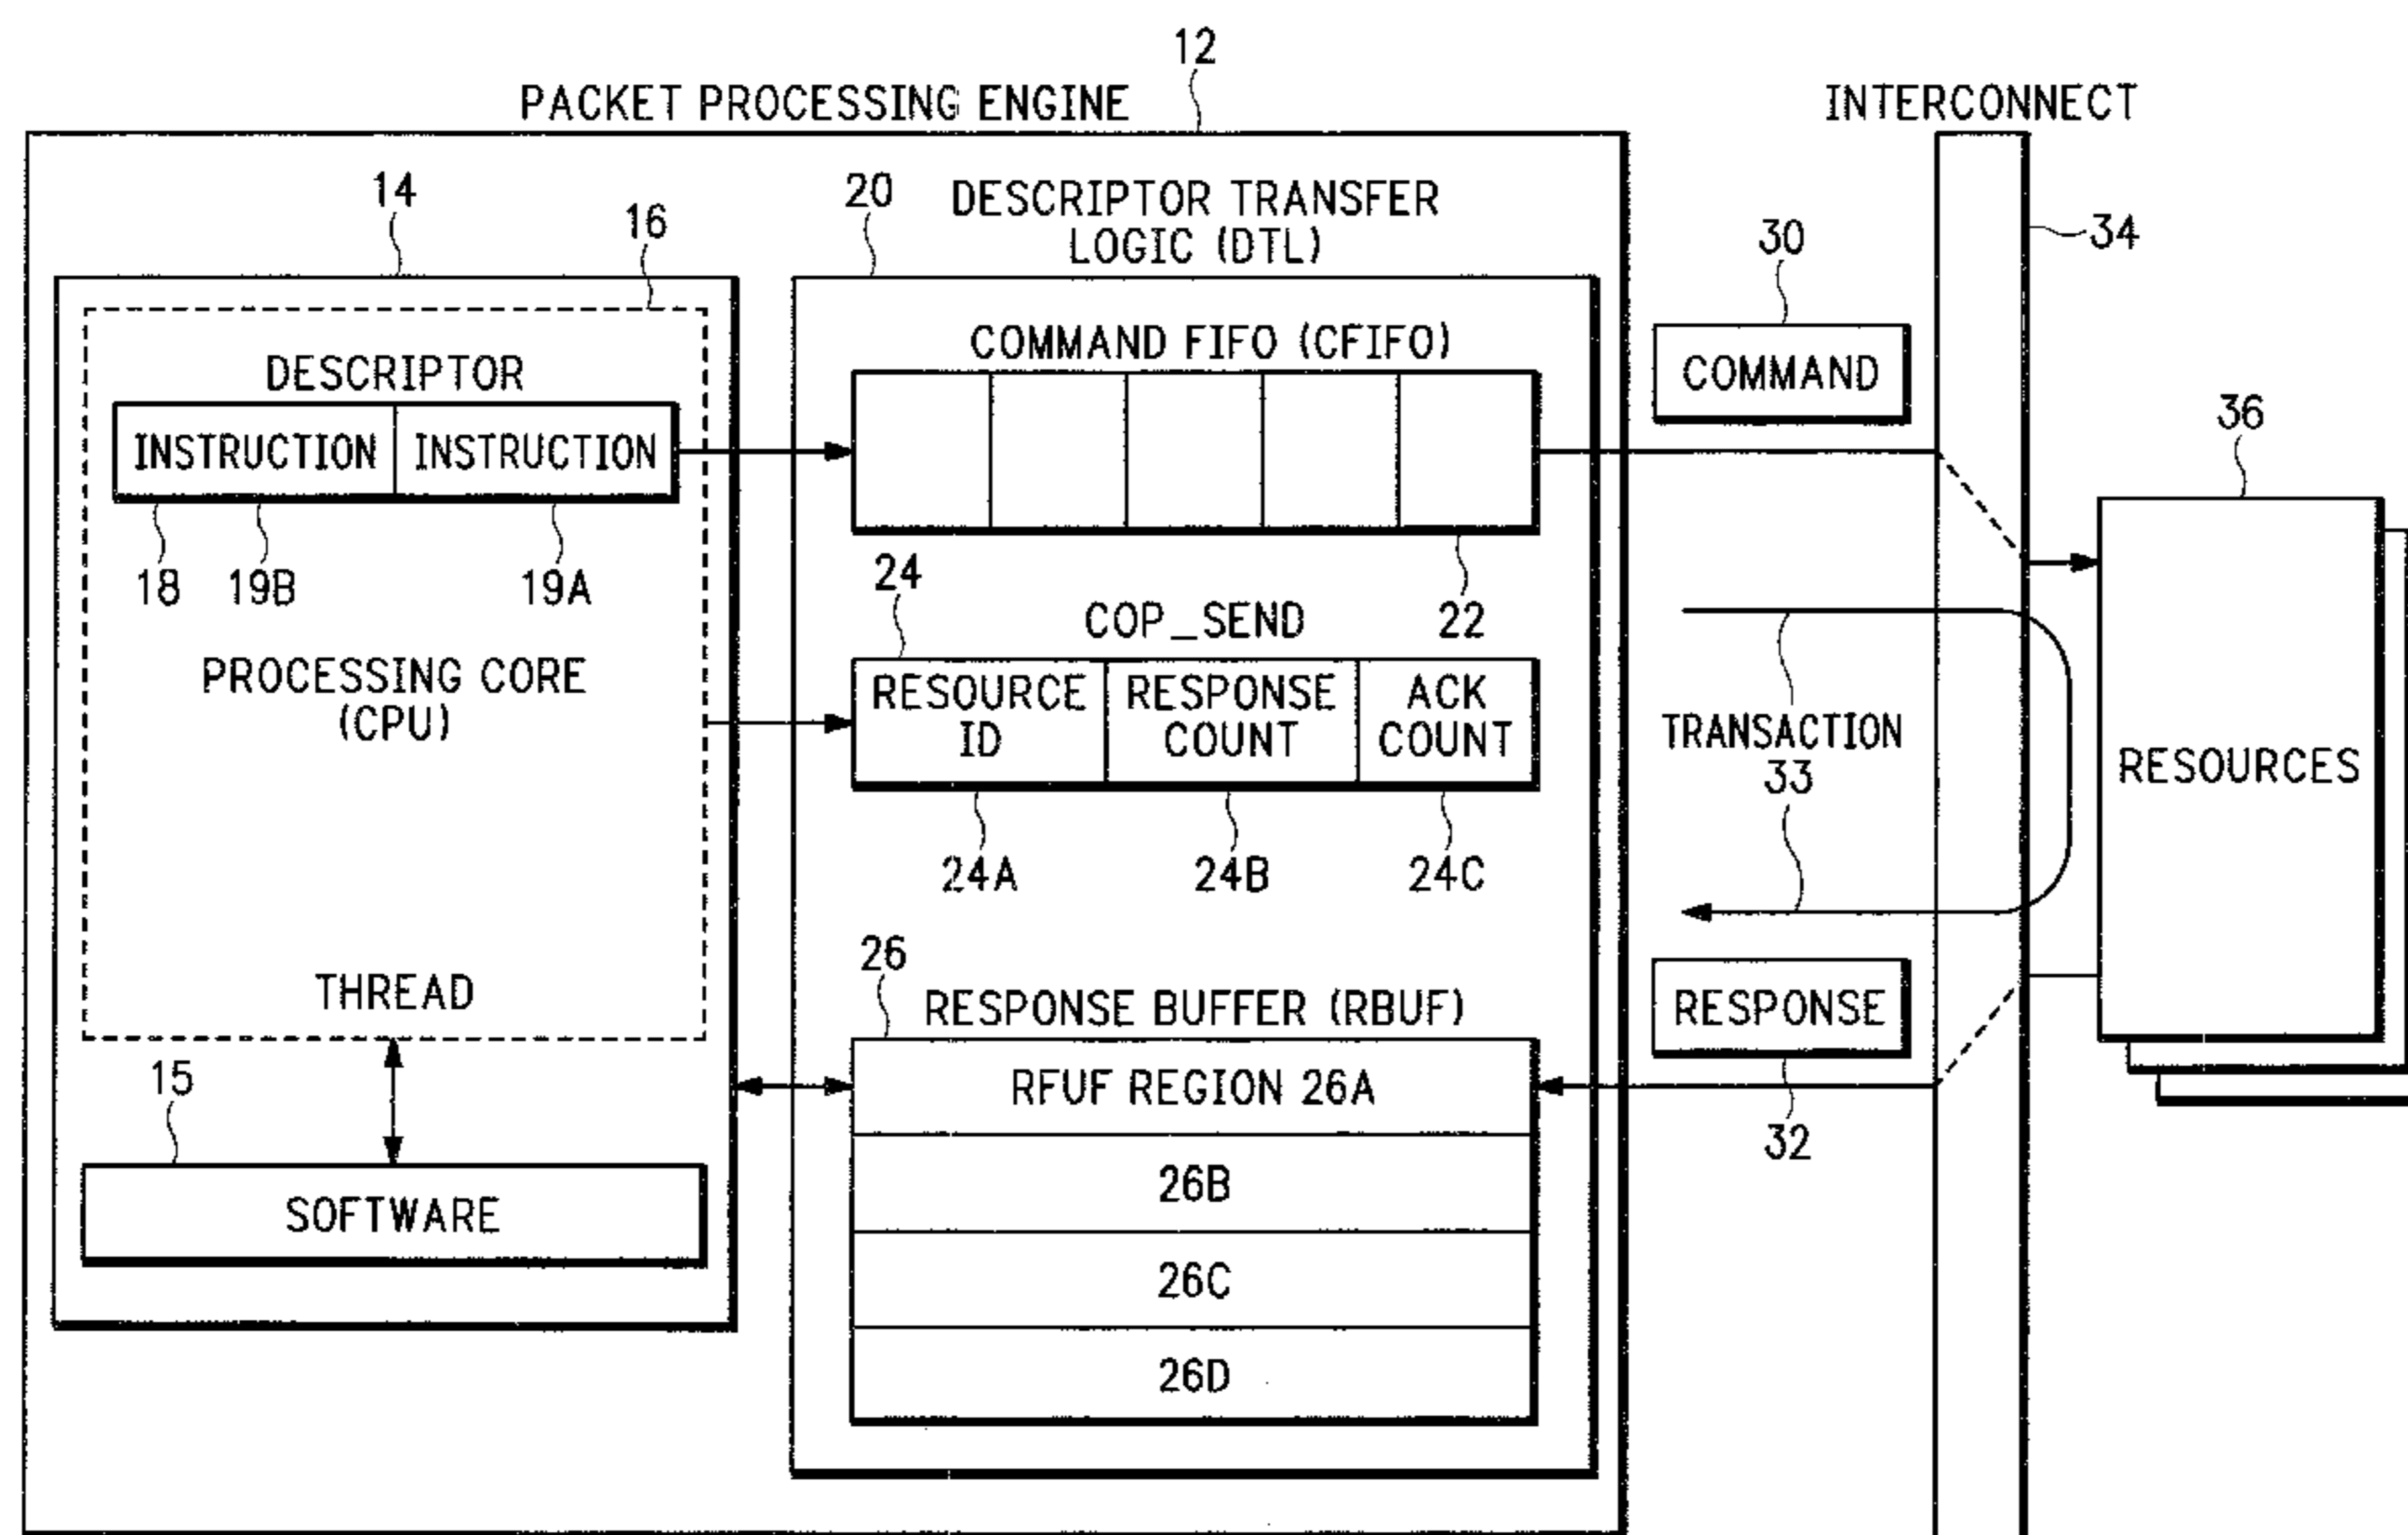 12
PACKET PROCESSING ENGINE
INTERCONNECT
14
16
20
DESCRIPTOR TRANSFER
LOGIC (DTL)
30
34
COMMAND FIFO (CFIFO)
COMMAND
DESCRIPTOR
INSTRUCTION
INSTRUCTION
36
18
19B
19A
24
COP_SEND
22
PROCESSING CORE
(CPU)
RESOURCE
ID
RESPONSE
COUNT
ACK
COUNT
TRANSACTION
33
RESOURCES
24A
24B
24C
26
THREAD
RESPONSE BUFFER (RBUF)
RESPONSE
15
RFUF REGION 26A
32
26B
SOFTWARE
26C
26D